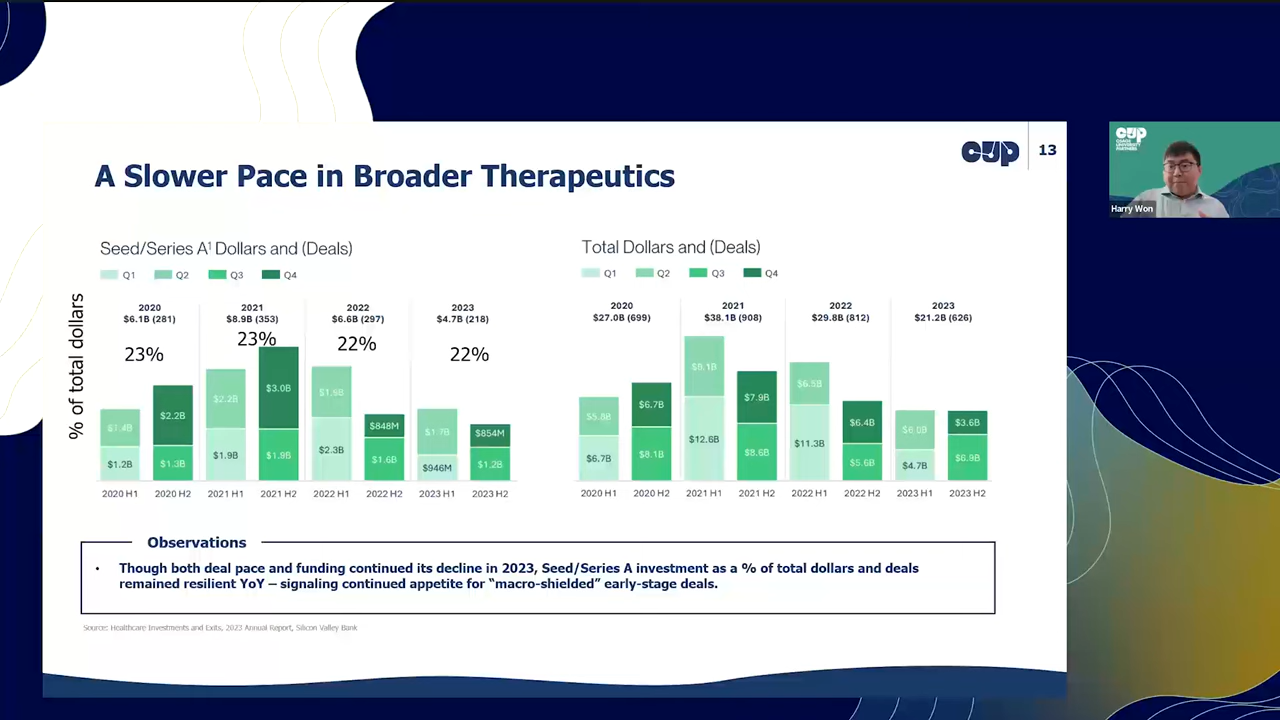 cup
13
A Slower Pace in Broader Therapeutics
CUP
OSAGE
UNIVERSITY
PARTNERS
Harry Won
Seed/Series A¹ Dollars and (Deals)
Q1 Q2 Q3 Q4
% of total dollars
2020 2021 2022 2023
$6.1B (281) $8.9B (353) $6.6B (297) $4.7B (218)
23% 23% 22% 22%
$1.4B $2.2B $2.2B $3.0B $1.6B $848M $1.7B $854M
$1.2B $1.3B $1.9B $1.9B $2.3B $1.6B $946M $1.2B
2020 H1 2020 H2 2021 H1 2021 H2 2022 H1 2022 H2 2023 H1 2023 H2
Total Dollars and (Deals)
Q1 Q2 Q3 Q4
2020 2021 2022 2023
$27.0B (699) $38.1B (908) $29.8B (812) $21.2B (626)
$5.8B $6.7B $8.1B $7.9B $6.5B $6.4B $6.0B $3.6B
$6.7B $8.1B $12.6B $8.6B $11.3B $5.6B $4.7B $6.9B
2020 H1 2020 H2 2021 H1 2021 H2 2022 H1 2022 H2 2023 H1 2023 H2
Observations
• Though both deal pace and funding continued its decline in 2023, Seed/Series A investment as a % of total dollars and deals
remained resilient YoY – signaling continued appetite for “macro-shielded” early-stage deals.
Source: Healthcare Investments and Exits, 2023 Annual Report, Silicon Valley Bank